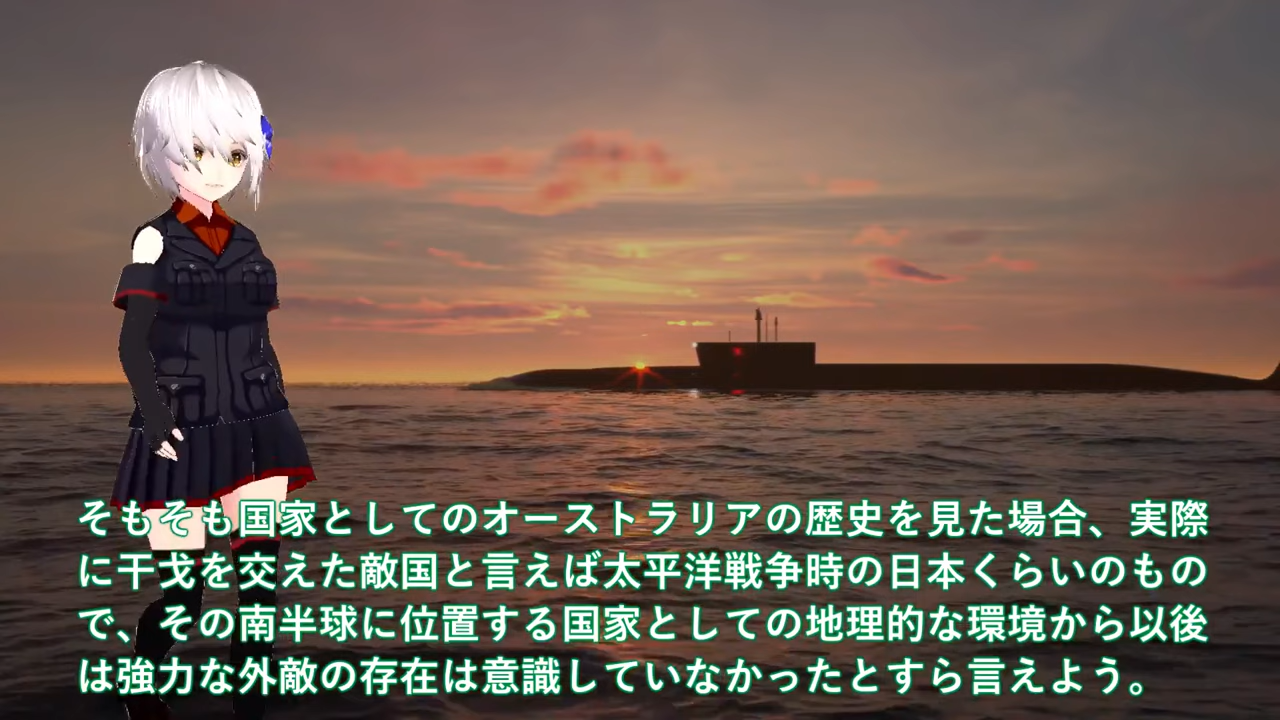 そもそも国家としてのオーストラリアの歴史を見た場合、実際
に干戈を交えた敵国と言えば太平洋戦争時の日本くらいのもの
で、その南半球に位置する国家としての地理的な環境から以後
は強力な外敵の存在は意識していなかったとすら言えよう。